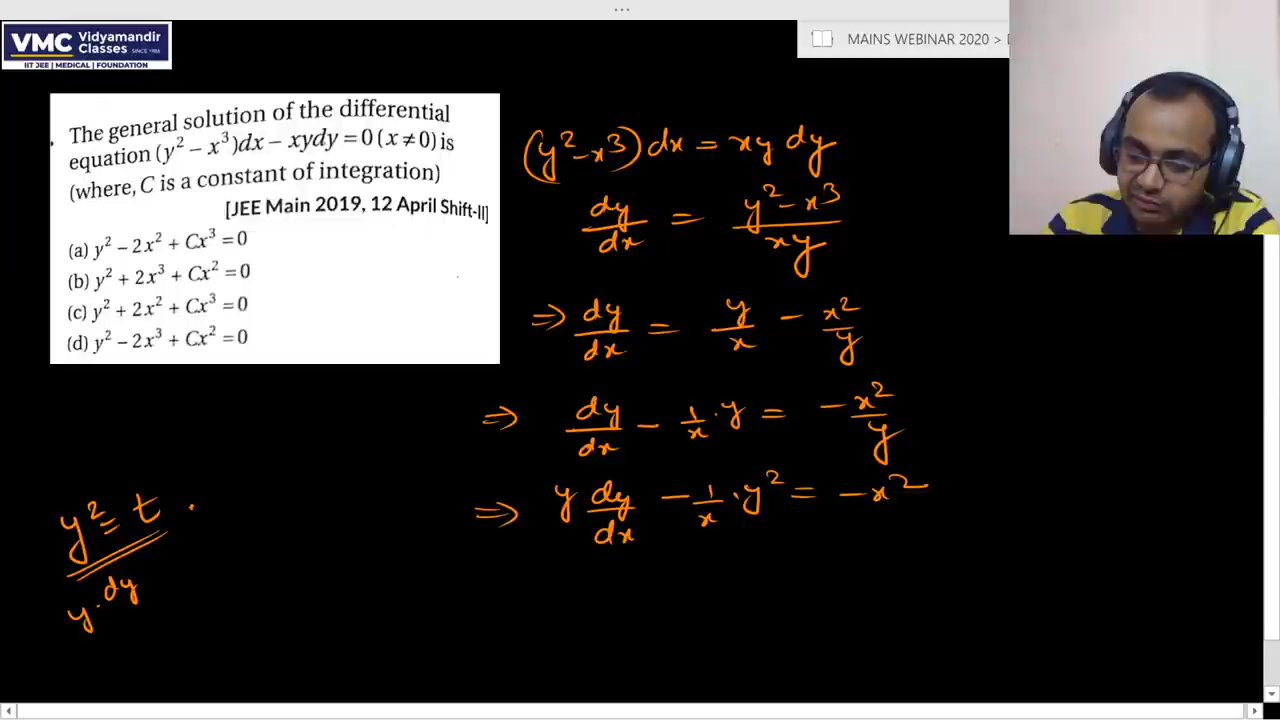 VMC Vidyamandir Classes SINCE 1986
IIT JEE | MEDICAL | FOUNDATION
MAINS WEBINAR 2020 >
The general solution of the differential
equation (y² − x³)dx − xydy = 0 (x ≠ 0) is
(where, C is a constant of integration)
[JEE Main 2019, 12 April Shift-II]
(a) y² − 2x² + Cx³ = 0
(b) y² + 2x³ + Cx² = 0
(c) y² + 2x² + Cx³ = 0
(d) y² − 2x³ + Cx² = 0
(y² − x³) dx = xy dy
dy/dx = (y² − x³)/xy
⇒ dy/dx = y/x − x²/y
⇒ dy/dx − 1/x · y = − x²/y
⇒ y dy/dx − 1/x · y² = − x²
y² = t
y · dy